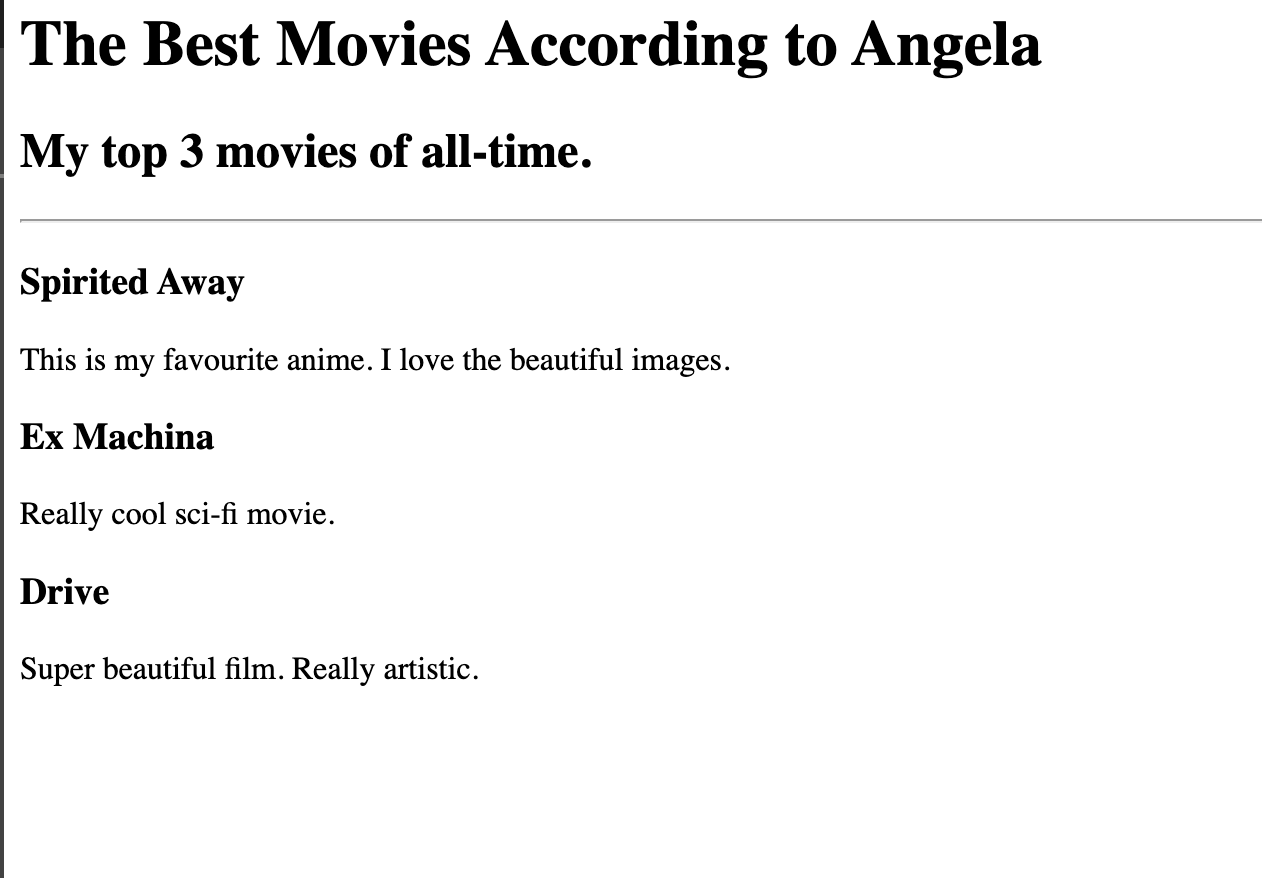 The Best Movies According to Angela
My top 3 movies of all-time.
Spirited Away
This is my favourite anime. I love the beautiful images.
Ex Machina
Really cool sci-fi movie.
Drive
Super beautiful film. Really artistic.